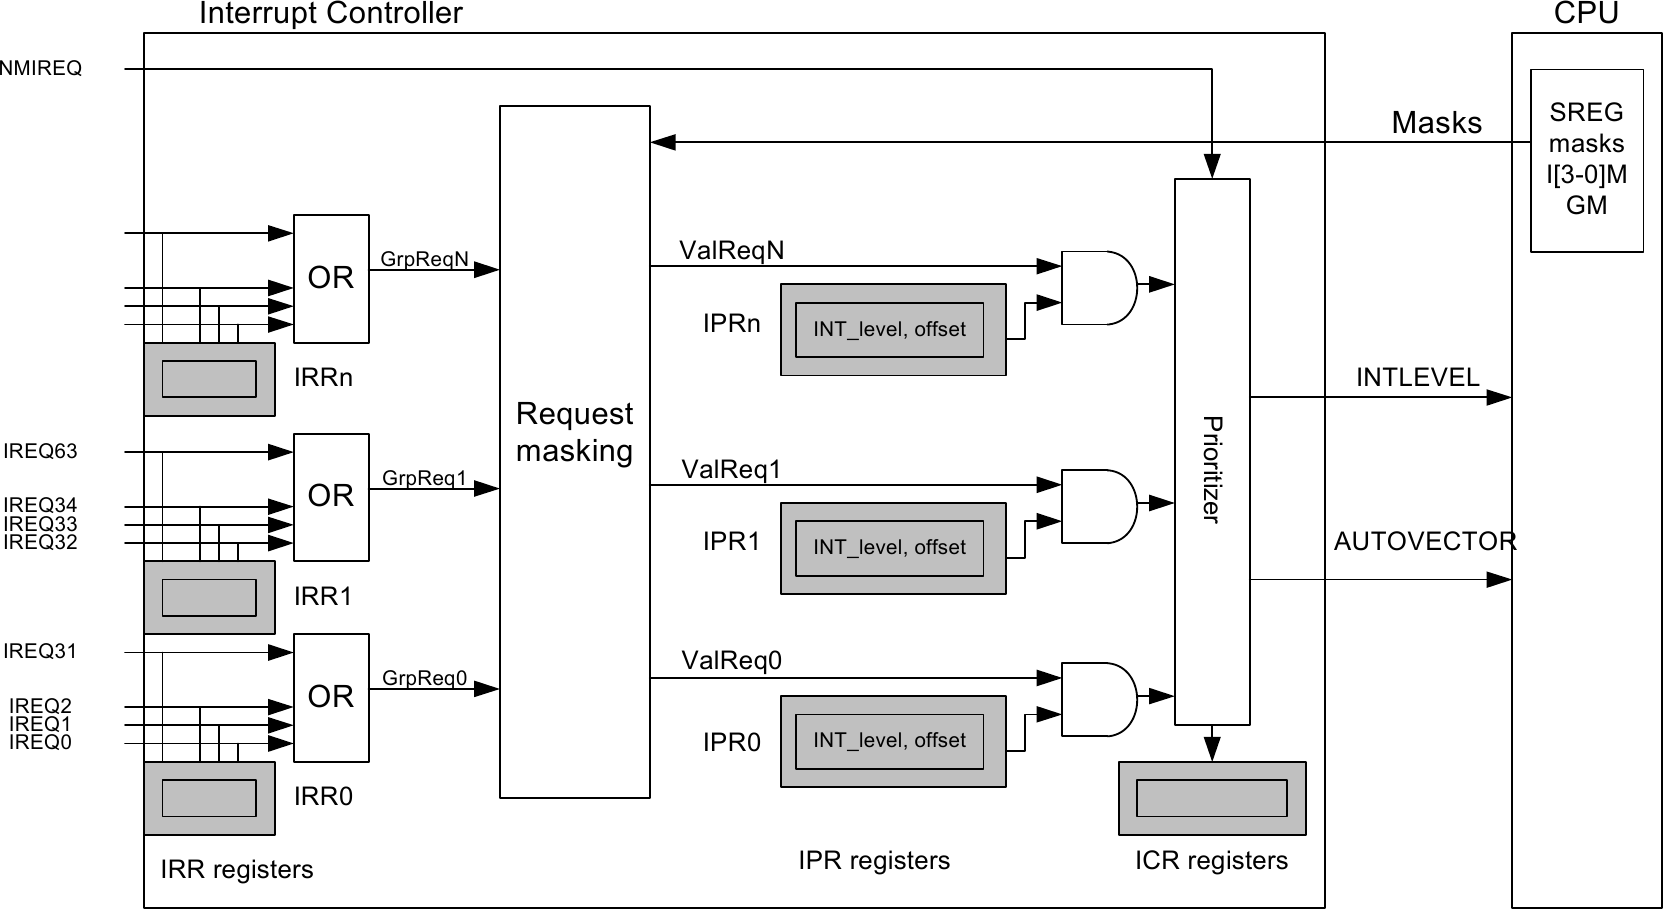 Interrupt Controller
CPU
NMIREQ
SREG
masks
I[3-0]M
GM
Masks
OR
GrpReqN
ValReqN
IPRn
INT_level, offset
IRRn
INTLEVEL
Request
masking
Prioritizer
IREQ63
IREQ34
IREQ33
IREQ32
OR
GrpReq1
ValReq1
IPR1
INT_level, offset
AUTOVECTOR
IRR1
IREQ31
IREQ2
IREQ1
IREQ0
OR
GrpReq0
ValReq0
IPR0
INT_level, offset
IRR0
IRR registers
IPR registers
ICR registers